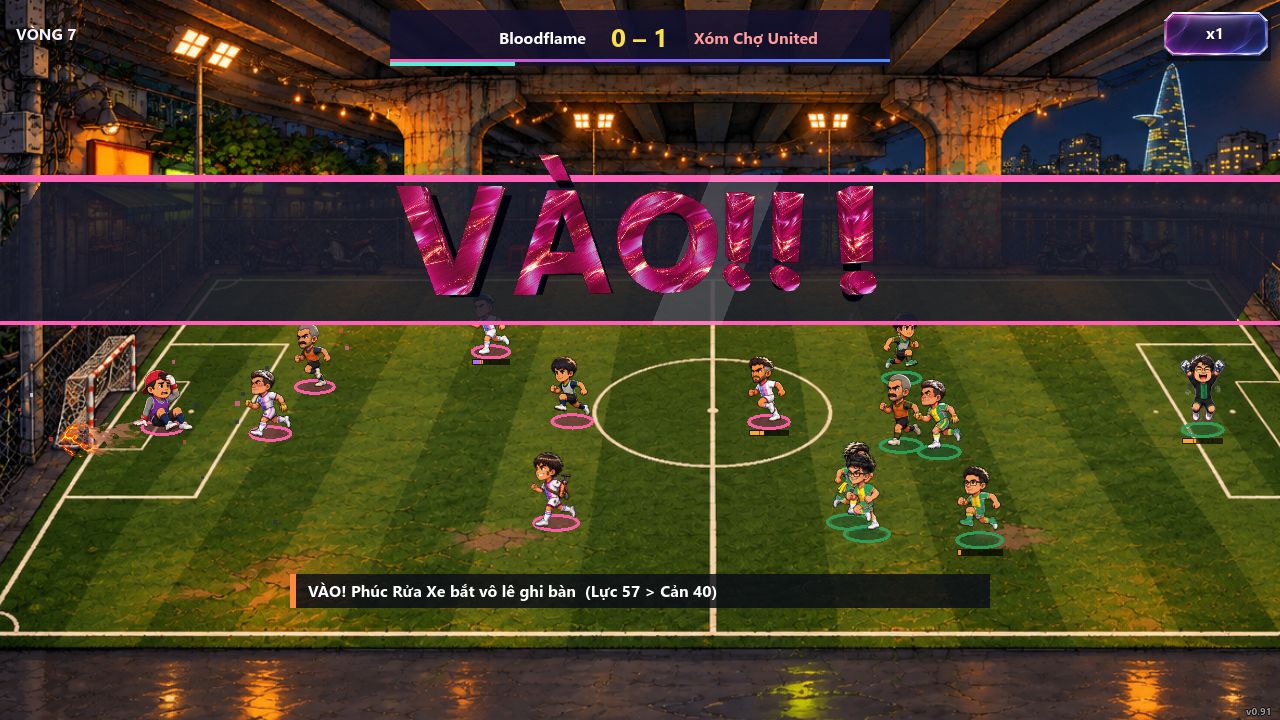 VÒNG 7
Bloodflame 0 – 1 Xóm Chợ United
x1
VÀO!!!
VÀO! Phúc Rửa Xe bắt vô lê ghi bàn (Lực 57 > Cản 40)
v0.91